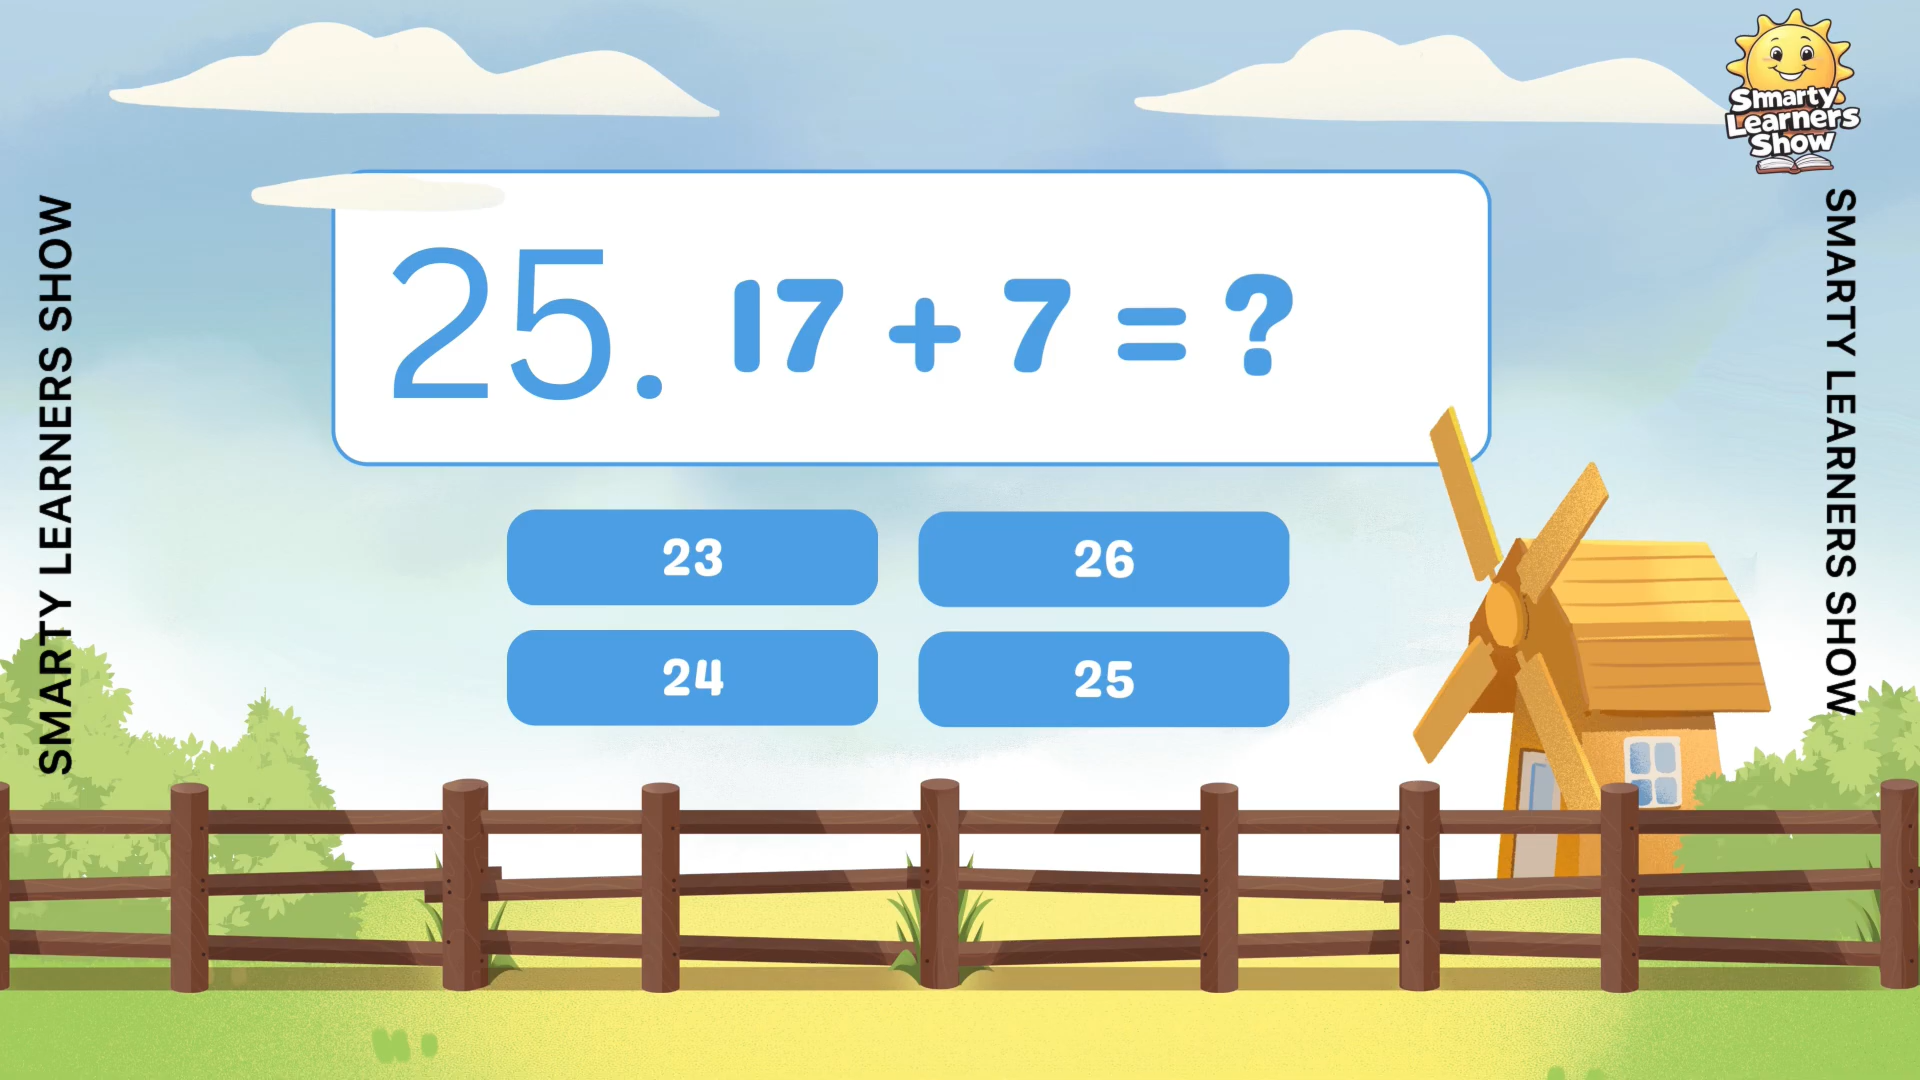 Smarty
Learners
Show
SMARTY LEARNERS SHOW
25. 17 + 7 = ?
23
26
24
25
SMARTY LEARNERS SHOW